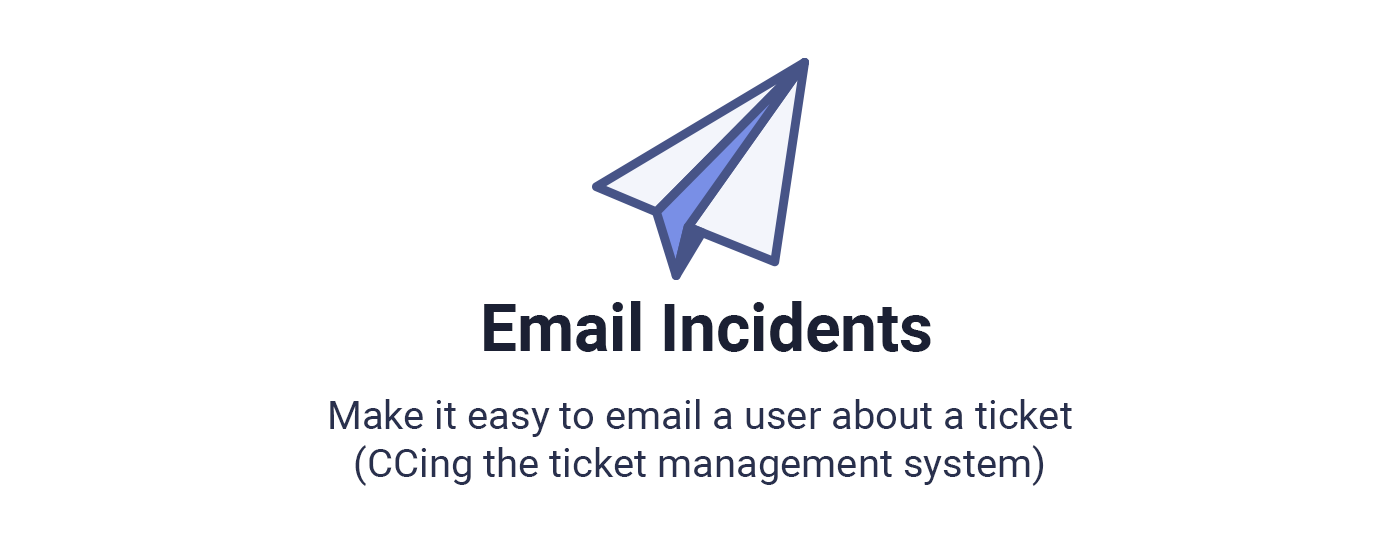 Email Incidents
Make it easy to email a user about a ticket
(CCing the ticket management system)